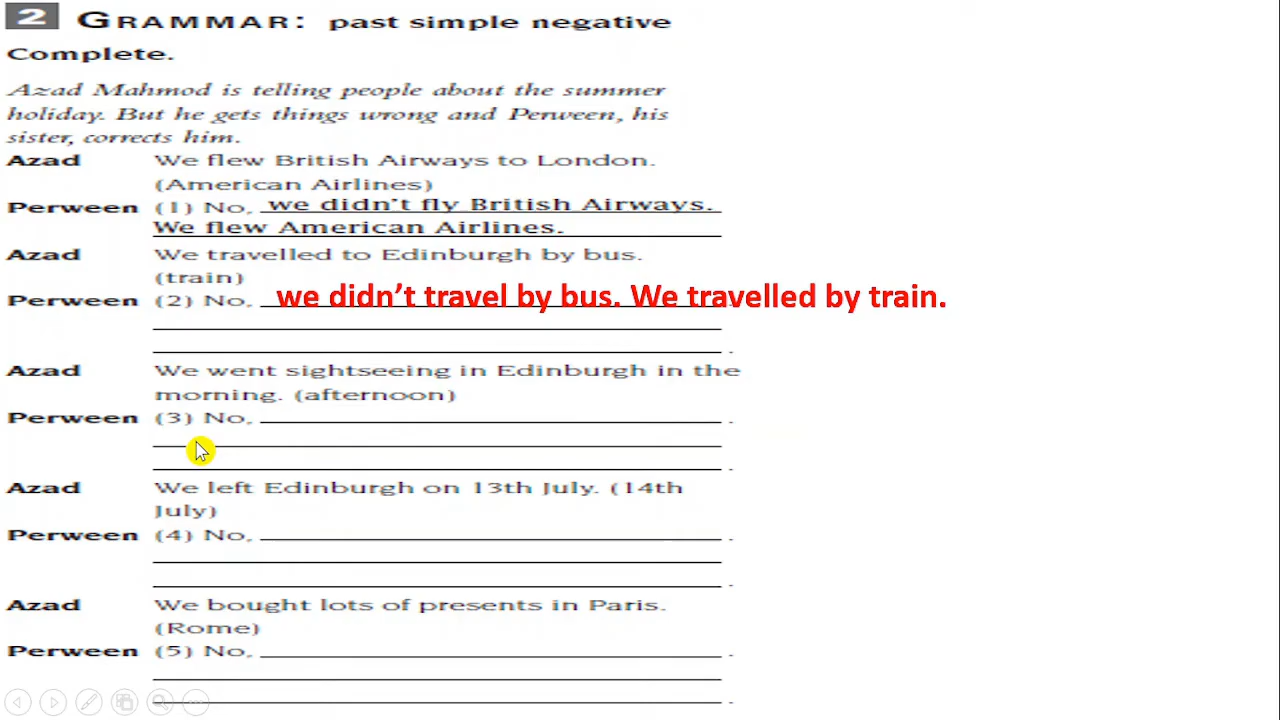 2 GRAMMAR: past simple negative
Complete.
Azad Mahmod is telling people about the summer
holiday. But he gets things wrong and Perween, his
sister, corrects him.
Azad We flew British Airways to London.
(American Airlines)
Perween (1) No, we didn't fly British Airways.
We flew American Airlines.
Azad We travelled to Edinburgh by bus.
(train)
Perween (2) No, we didn't travel by bus. We travelled by train.
Azad We went sightseeing in Edinburgh in the
morning. (afternoon)
Perween (3) No, .
.
Azad We left Edinburgh on 13th July. (14th
July)
Perween (4) No, .
.
Azad We bought lots of presents in Paris.
(Rome)
Perween (5) No, .
.